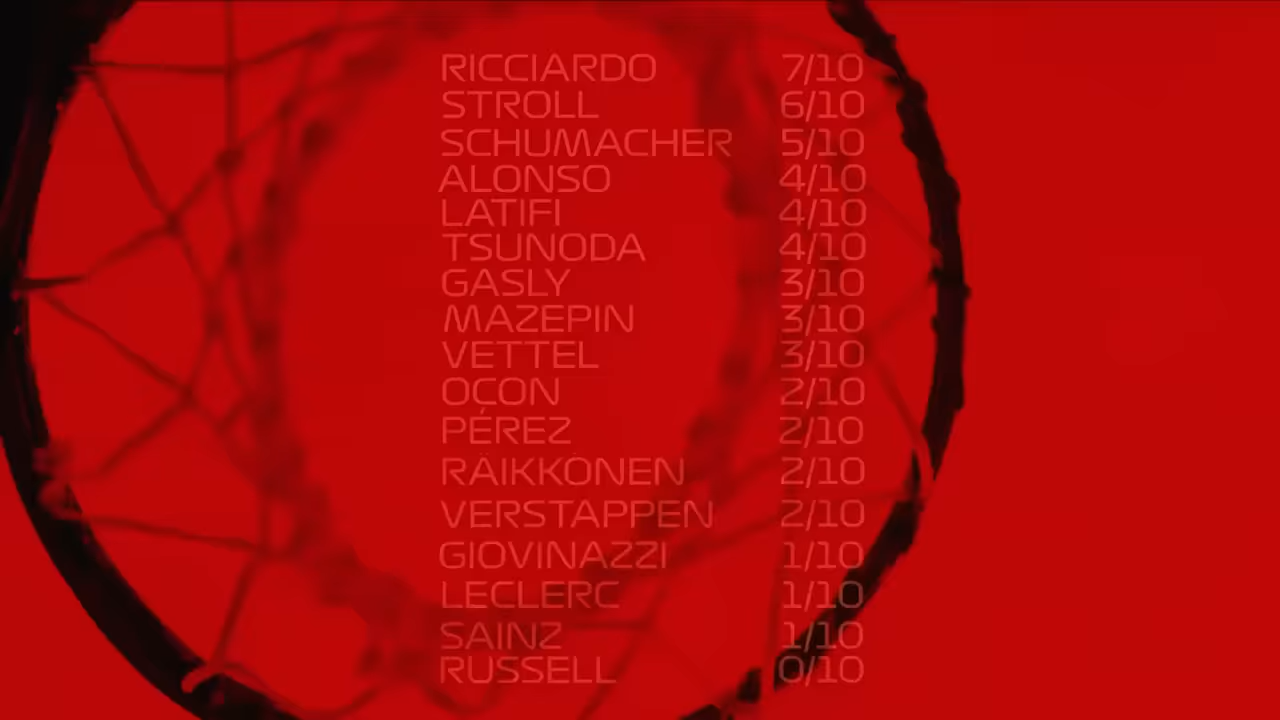 RICCIARDO 7/10
STROLL 6/10
SCHUMACHER 5/10
ALONSO 4/10
LATIFI 4/10
TSUNODA 4/10
GASLY 3/10
MAZEPIN 3/10
VETTEL 3/10
OCON 2/10
PÉREZ 2/10
RÄIKKÖNEN 2/10
VERSTAPPEN 2/10
GIOVINAZZI 1/10
LECLERC 1/10
SAINZ 1/10
RUSSELL 0/10